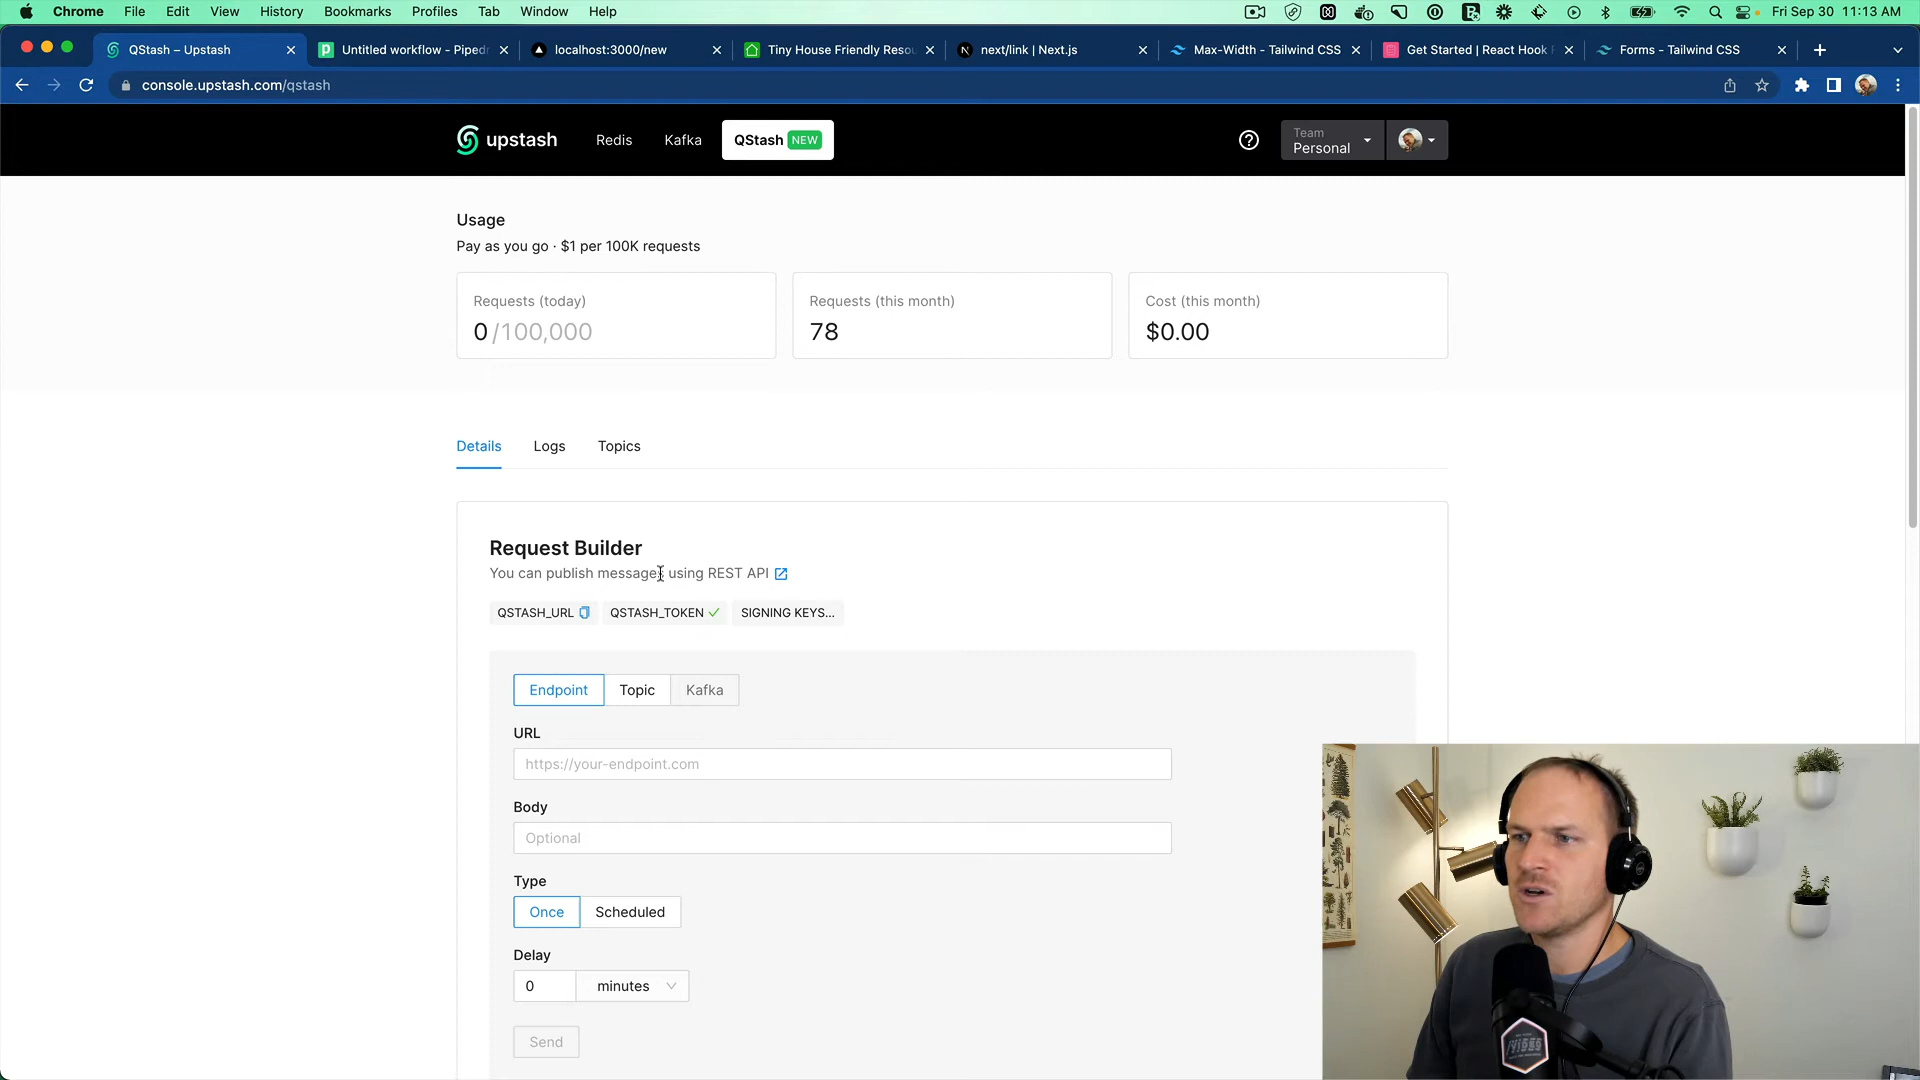 Chrome File Edit View History Bookmarks Profiles Tab Window Help Fri Sep 30 11:13 AM
QStash – Upstash Untitled workflow - Piped localhost:3000/new Tiny House Friendly Resou next/link | Next.js Max-Width - Tailwind CSS Get Started | React Hook Forms - Tailwind CSS
console.upstash.com/qstash
upstash Redis Kafka QStash NEW Team
Personal
Usage
Pay as you go · $1 per 100K requests
Requests (today) Requests (this month) Cost (this month)
0 /100,000 78 $0.00
Details Logs Topics
Request Builder
You can publish messages using REST API
QSTASH_URL QSTASH_TOKEN SIGNING KEYS...
Endpoint Topic Kafka
URL
https://your-endpoint.com
Body
Optional
Type
Once Scheduled
Delay
0 minutes
Send